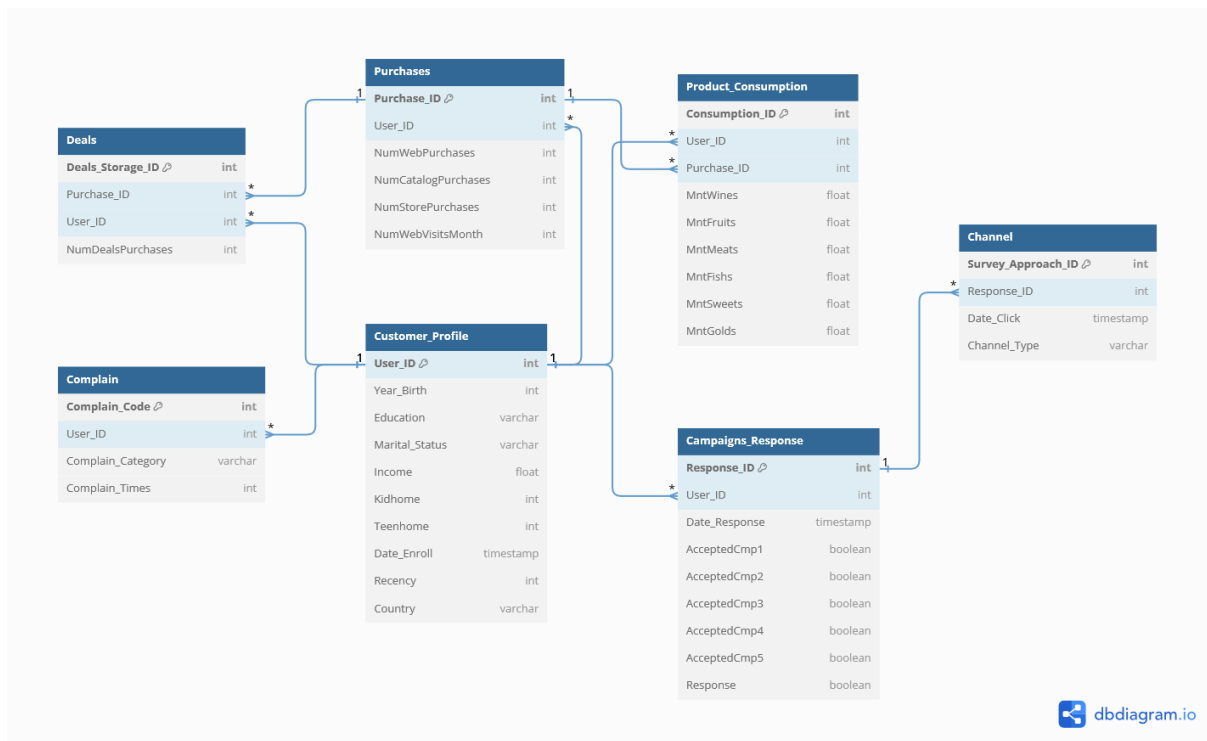 Purchases
Purchase_ID int
User_ID int
NumWebPurchases int
NumCatalogPurchases int
NumStorePurchases int
NumWebVisitsMonth int
1
1
*
Product_Consumption
Consumption_ID int
User_ID int
Purchase_ID int
MntWines float
MntFruits float
MntMeats float
MntFishs float
MntSweets float
MntGolds float
*
*
Deals
Deals_Storage_ID int
Purchase_ID int
User_ID int
NumDealsPurchases int
*
*
Channel
Survey_Approach_ID int
Response_ID int
Date_Click timestamp
Channel_Type varchar
*
Customer_Profile
User_ID int
Year_Birth int
Education varchar
Marital_Status varchar
Income float
Kidhome int
Teenhome int
Date_Enroll timestamp
Recency int
Country varchar
1
1
Complain
Complain_Code int
User_ID int
Complain_Category varchar
Complain_Times int
*
Campaigns_Response
Response_ID int
User_ID int
Date_Response timestamp
AcceptedCmp1 boolean
AcceptedCmp2 boolean
AcceptedCmp3 boolean
AcceptedCmp4 boolean
AcceptedCmp5 boolean
Response boolean
1
*
dbdiagram.io